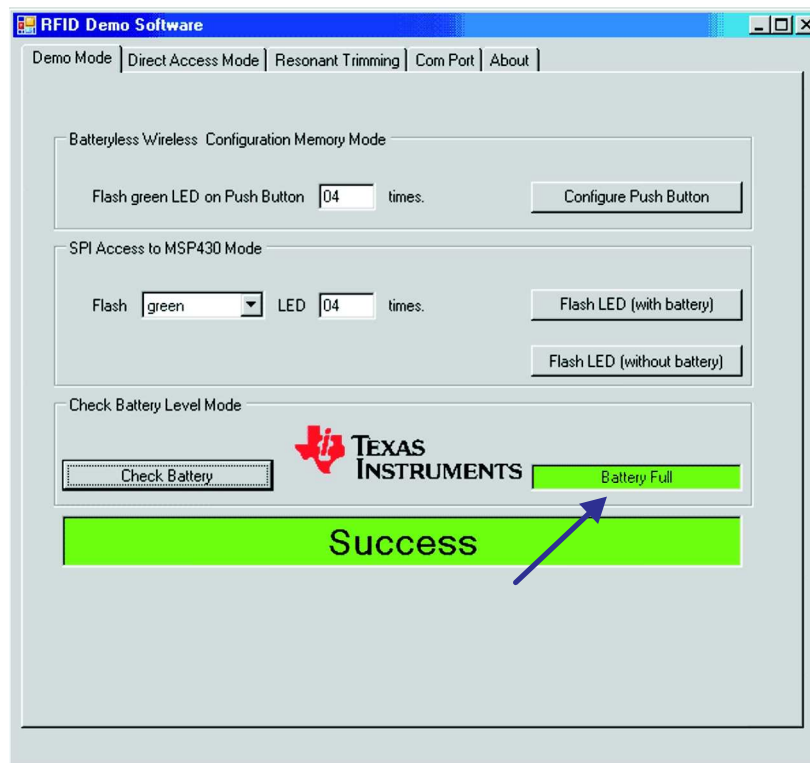 RFID Demo Software
Demo Mode Direct Access Mode Resonant Trimming Com Port About
Batteryless Wireless Configuration Memory Mode
Flash green LED on Push Button 04 times. Configure Push Button
SPI Access to MSP430 Mode
Flash green LED 04 times. Flash LED (with battery)
Flash LED (without battery)
Check Battery Level Mode
TEXAS
INSTRUMENTS
Check Battery Battery Full
Success